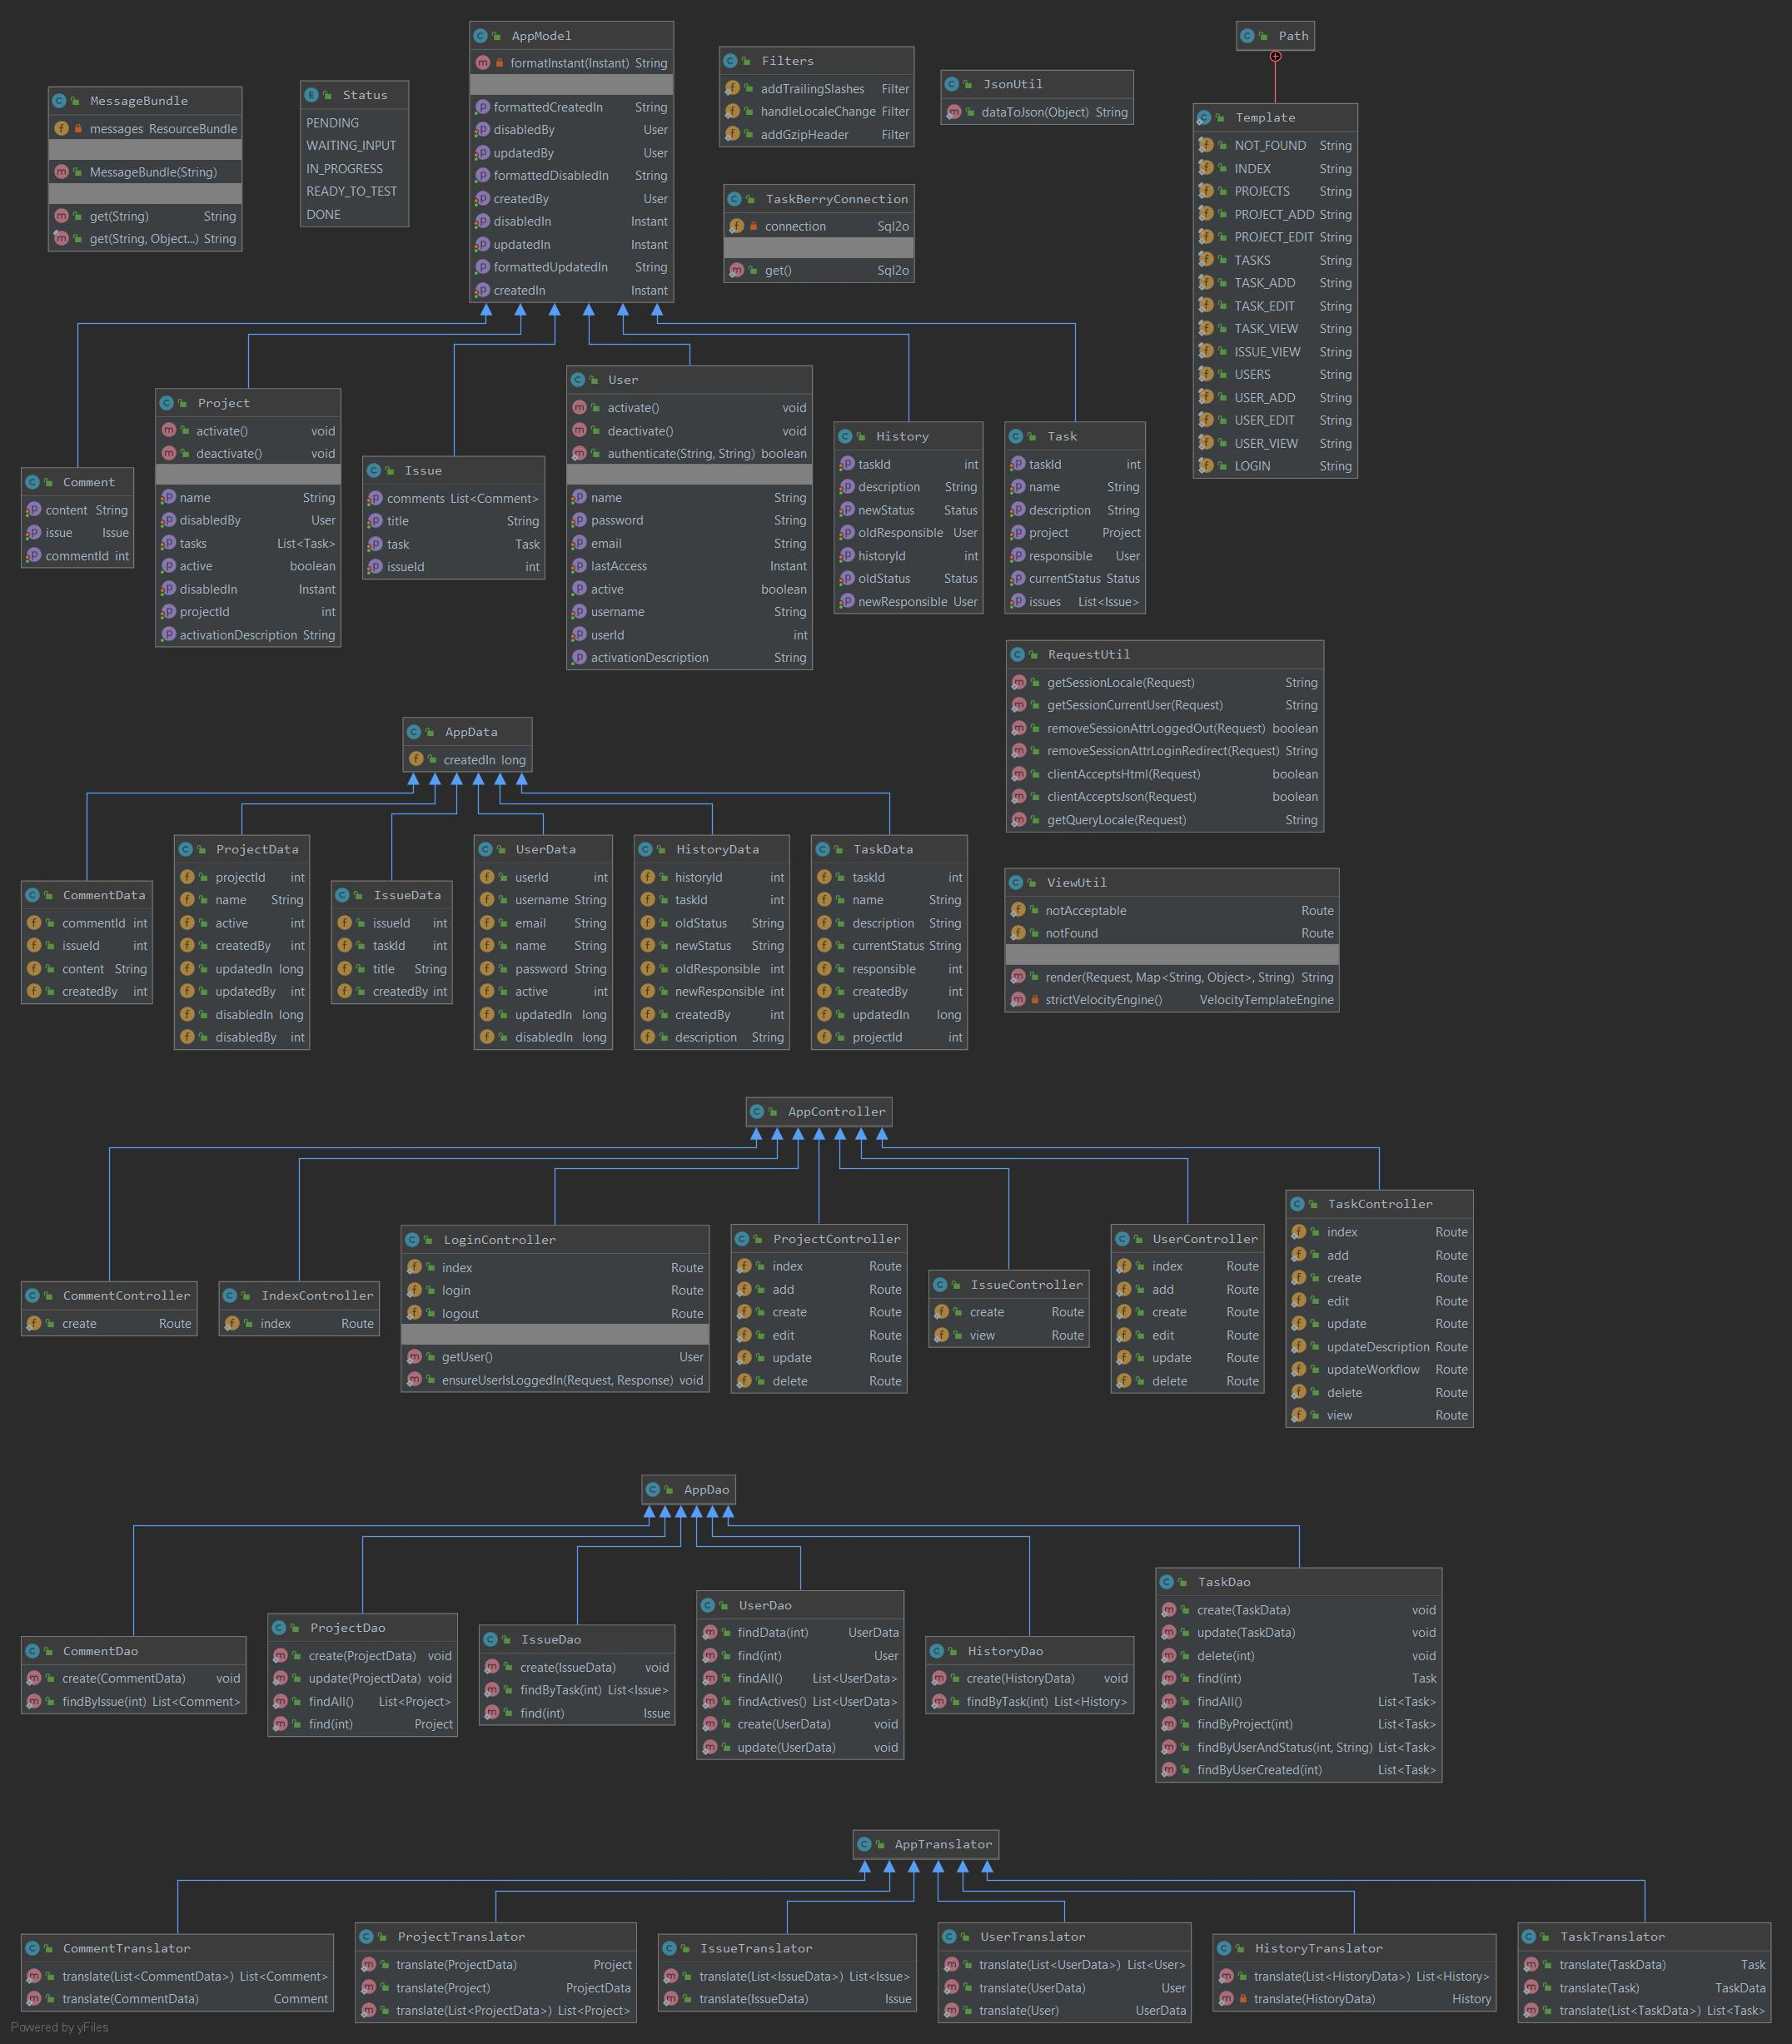 AppModel
formatInstant(Instant) String
formattedCreatedIn String
disabledBy User
updatedBy User
formattedDisabledIn String
createdBy User
disabledIn Instant
updatedIn Instant
formattedUpdatedIn String
createdIn Instant
MessageBundle
messages ResourceBundle
MessageBundle(String)
get(String) String
get(String, Object...) String
Status
PENDING
WAITING_INPUT
IN_PROGRESS
READY_TO_TEST
DONE
Filters
addTrailingSlashes Filter
handleLocaleChange Filter
addGzipHeader Filter
TaskBerryConnection
connection Sql2o
get() Sql2o
JsonUtil
dataToJson(Object) String
Path
Template
NOT_FOUND String
INDEX String
PROJECTS String
PROJECT_ADD String
PROJECT_EDIT String
TASKS String
TASK_ADD String
TASK_EDIT String
TASK_VIEW String
ISSUE_VIEW String
USERS String
USER_ADD String
USER_EDIT String
USER_VIEW String
LOGIN String
Comment
content String
issue Issue
commentId int
Project
activate() void
deactivate() void
name String
disabledBy User
tasks List<Task>
active boolean
disabledIn Instant
projectId int
activationDescription String
Issue
comments List<Comment>
title String
task Task
issueId int
User
activate() void
deactivate() void
authenticate(String, String) boolean
name String
password String
email String
lastAccess Instant
active boolean
username String
userId int
activationDescription String
History
taskId int
description String
newStatus Status
oldResponsible User
historyId int
oldStatus Status
newResponsible User
Task
taskId int
name String
description String
project Project
responsible User
currentStatus Status
issues List<Issue>
RequestUtil
getSessionLocale(Request) String
getSessionCurrentUser(Request) String
removeSessionAttrLoggedOut(Request) boolean
removeSessionAttrLoginRedirect(Request) String
clientAcceptsHtml(Request) boolean
clientAcceptsJson(Request) boolean
getQueryLocale(Request) String
AppData
createdIn long
CommentData
commentId int
issueId int
content String
createdBy int
ProjectData
projectId int
name String
active int
createdBy int
updatedIn long
updatedBy int
disabledIn long
disabledBy int
IssueData
issueId int
taskId int
title String
createdBy int
UserData
userId int
username String
email String
name String
password String
active int
updatedIn long
disabledIn long
HistoryData
historyId int
taskId int
oldStatus String
newStatus String
oldResponsible int
newResponsible int
createdBy int
description String
TaskData
taskId int
name String
description String
currentStatus String
responsible int
createdBy int
updatedIn long
projectId int
ViewUtil
notAcceptable Route
notFound Route
render(Request, Map<String, Object>, String) String
strictVelocityEngine() VelocityTemplateEngine
AppController
CommentController
create Route
IndexController
index Route
LoginController
index Route
login Route
logout Route
getUser() User
ensureUserIsLoggedIn(Request, Response) void
ProjectController
index Route
add Route
create Route
edit Route
update Route
delete Route
IssueController
create Route
view Route
UserController
index Route
add Route
create Route
edit Route
update Route
delete Route
TaskController
index Route
add Route
create Route
edit Route
update Route
updateDescription Route
updateWorkflow Route
delete Route
view Route
AppDao
CommentDao
create(CommentData) void
findByIssue(int) List<Comment>
ProjectDao
create(ProjectData) void
update(ProjectData) void
findAll() List<Project>
find(int) Project
IssueDao
create(IssueData) void
findByTask(int) List<Issue>
find(int) Issue
UserDao
findData(int) UserData
find(int) User
findAll() List<UserData>
findActives() List<UserData>
create(UserData) void
update(UserData) void
HistoryDao
create(HistoryData) void
findByTask(int) List<History>
TaskDao
create(TaskData) void
update(TaskData) void
delete(int) void
find(int) Task
findAll() List<Task>
findByProject(int) List<Task>
findByUserAndStatus(int, String) List<Task>
findByUserCreated(int) List<Task>
AppTranslator
CommentTranslator
translate(List<CommentData>) List<Comment>
translate(CommentData) Comment
ProjectTranslator
translate(ProjectData) Project
translate(Project) ProjectData
translate(List<ProjectData>) List<Project>
IssueTranslator
translate(List<IssueData>) List<Issue>
translate(IssueData) Issue
UserTranslator
translate(List<UserData>) List<User>
translate(UserData) User
translate(User) UserData
HistoryTranslator
translate(List<HistoryData>) List<History>
translate(HistoryData) History
TaskTranslator
translate(TaskData) Task
translate(Task) TaskData
translate(List<TaskData>) List<Task>
Powered by yFiles